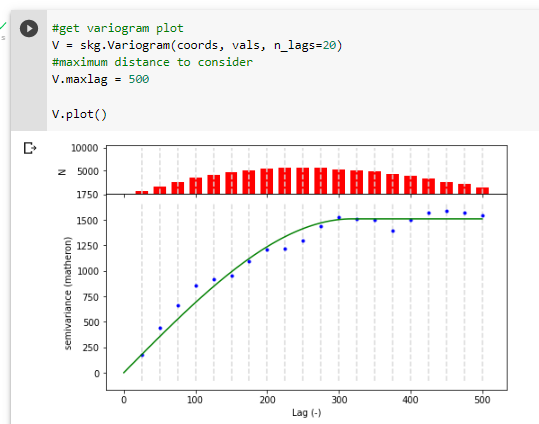 s
#get variogram plot
V = skg.Variogram(coords, vals, n_lags=20)
#maximum distance to consider
V.maxlag = 500
V.plot()
10000
5000
N
1750
1500
1250
1000
750
500
250
0
semivariance (matheron)
0 100 200 300 400 500
Lag (-)